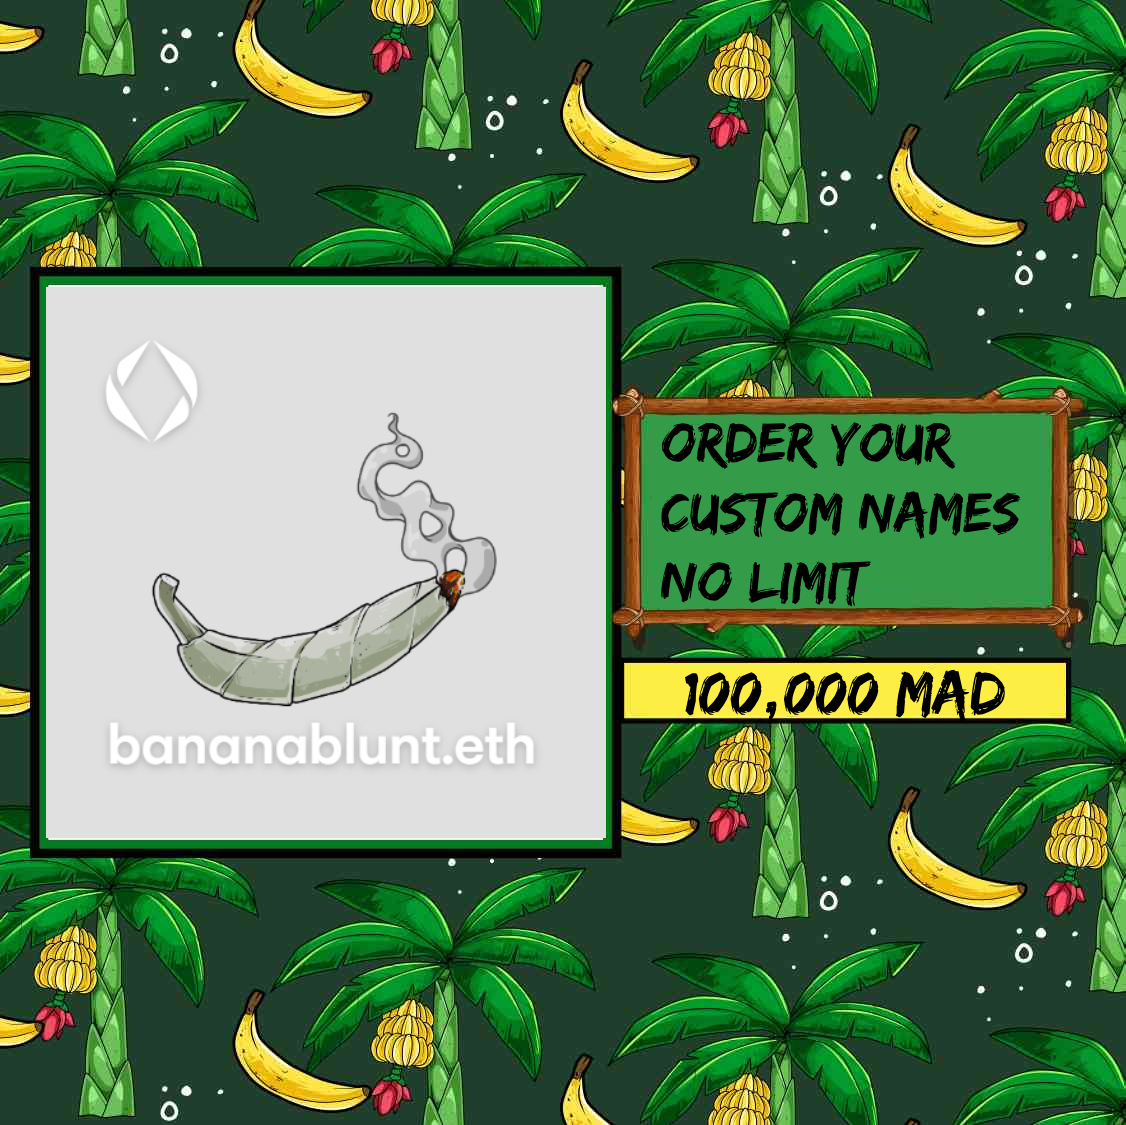 bananablunt.eth
ORDER YOUR
CUSTOM NAMES
NO LIMIT
100,000 MAD